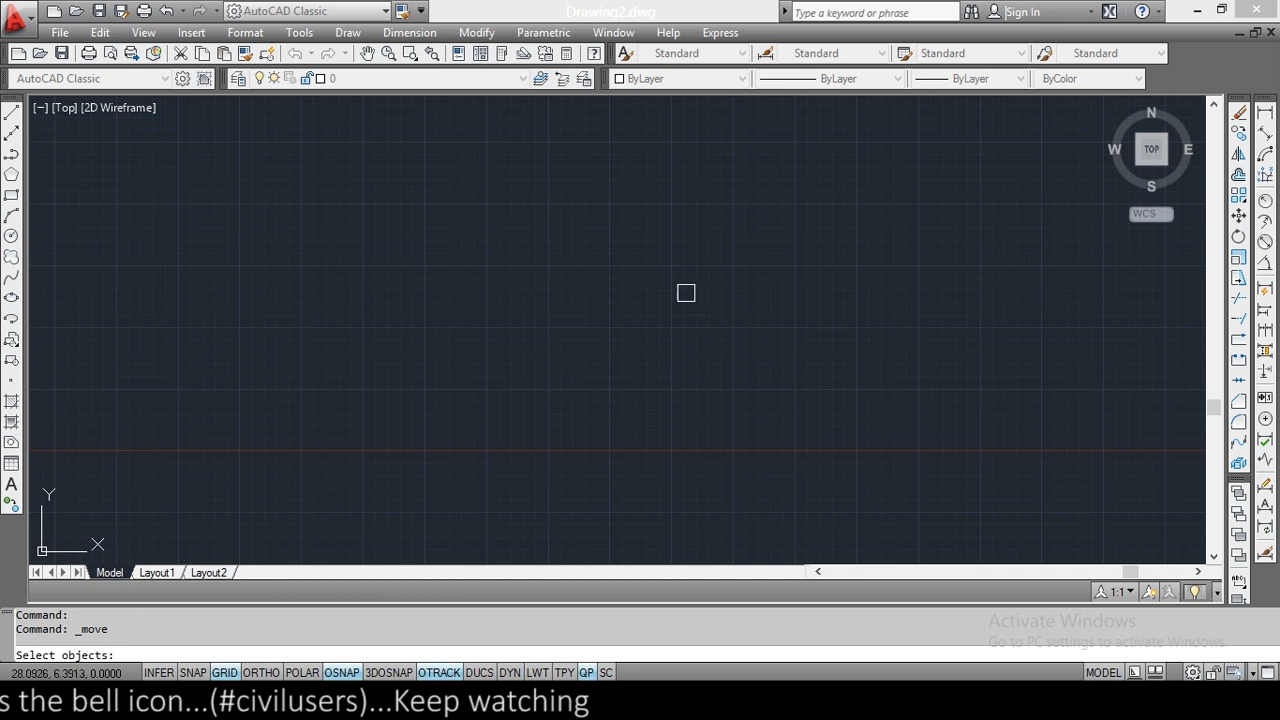 AutoCAD Classic
Drawing2.dwg
Type a keyword or phrase
Sign In
File Edit View Insert Format Tools Draw Dimension Modify Parametric Window Help Express
Standard Standard Standard Standard
AutoCAD Classic 0 ByLayer ByLayer ByLayer ByColor
[−] [Top] [2D Wireframe]
N
W TOP E
S
WCS
Y
X
A
Model Layout1 Layout2
1:1
Command:
Command: _move
Select objects:
Activate Windows
Go to PC settings to activate Windows.
28.0926, 6.3913, 0.0000 INFER SNAP GRID ORTHO POLAR OSNAP 3DOSNAP OTRACK DUCS DYN LWT TPY QP SC MODEL
s the bell icon...(#civilusers)...Keep watching